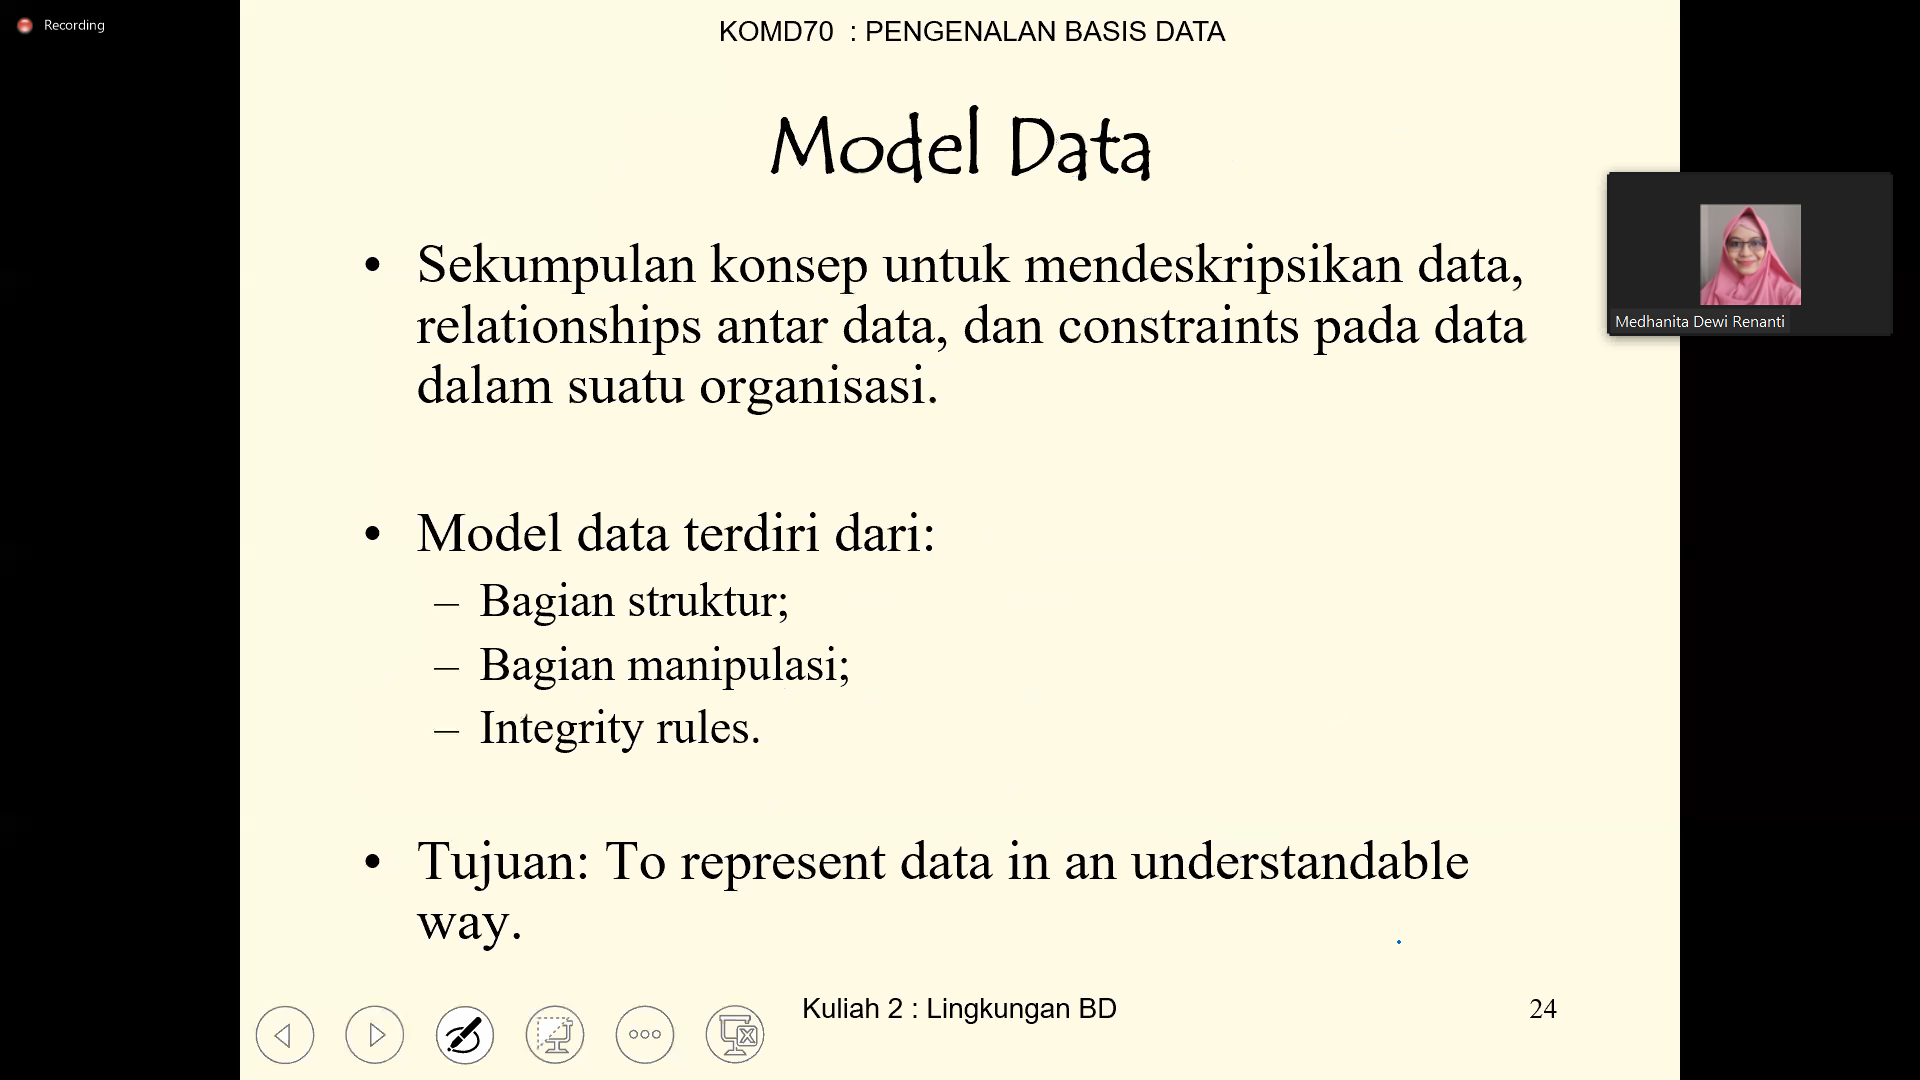 Recording
KOMD70 : PENGENALAN BASIS DATA
Model Data
• Sekumpulan konsep untuk mendeskripsikan data,
relationships antar data, dan constraints pada data
dalam suatu organisasi.
Medhanita Dewi Renanti
• Model data terdiri dari:
– Bagian struktur;
– Bagian manipulasi;
– Integrity rules.
• Tujuan: To represent data in an understandable
way.
Kuliah 2 : Lingkungan BD
24